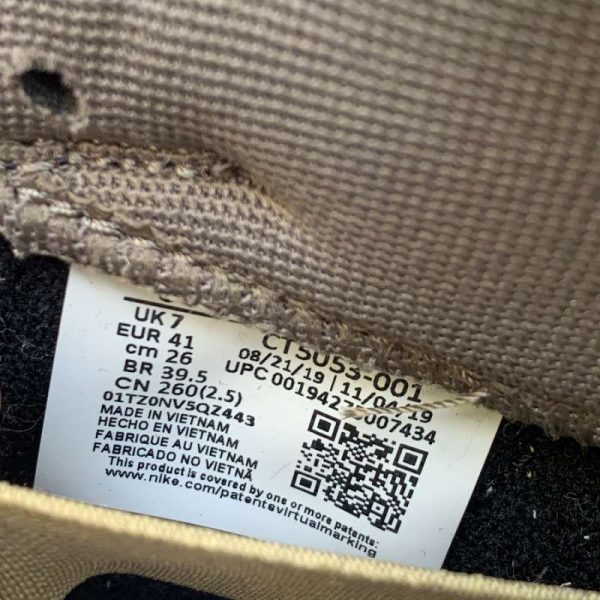 UK 7
EUR 41
cm 26
BR 39.5
CN 260(2.5)
01TZ0NV5QZ443
MADE IN VIETNAM
HECHO EN VIETNAM
FABRIQUE AU VIETNAM
FABRICADO NO VIETNÃ
This product is covered by one or more patents:
www.nike.com/patentsvirtualmarking
CT5053-001
08/21/19 | 11/04/19
UPC